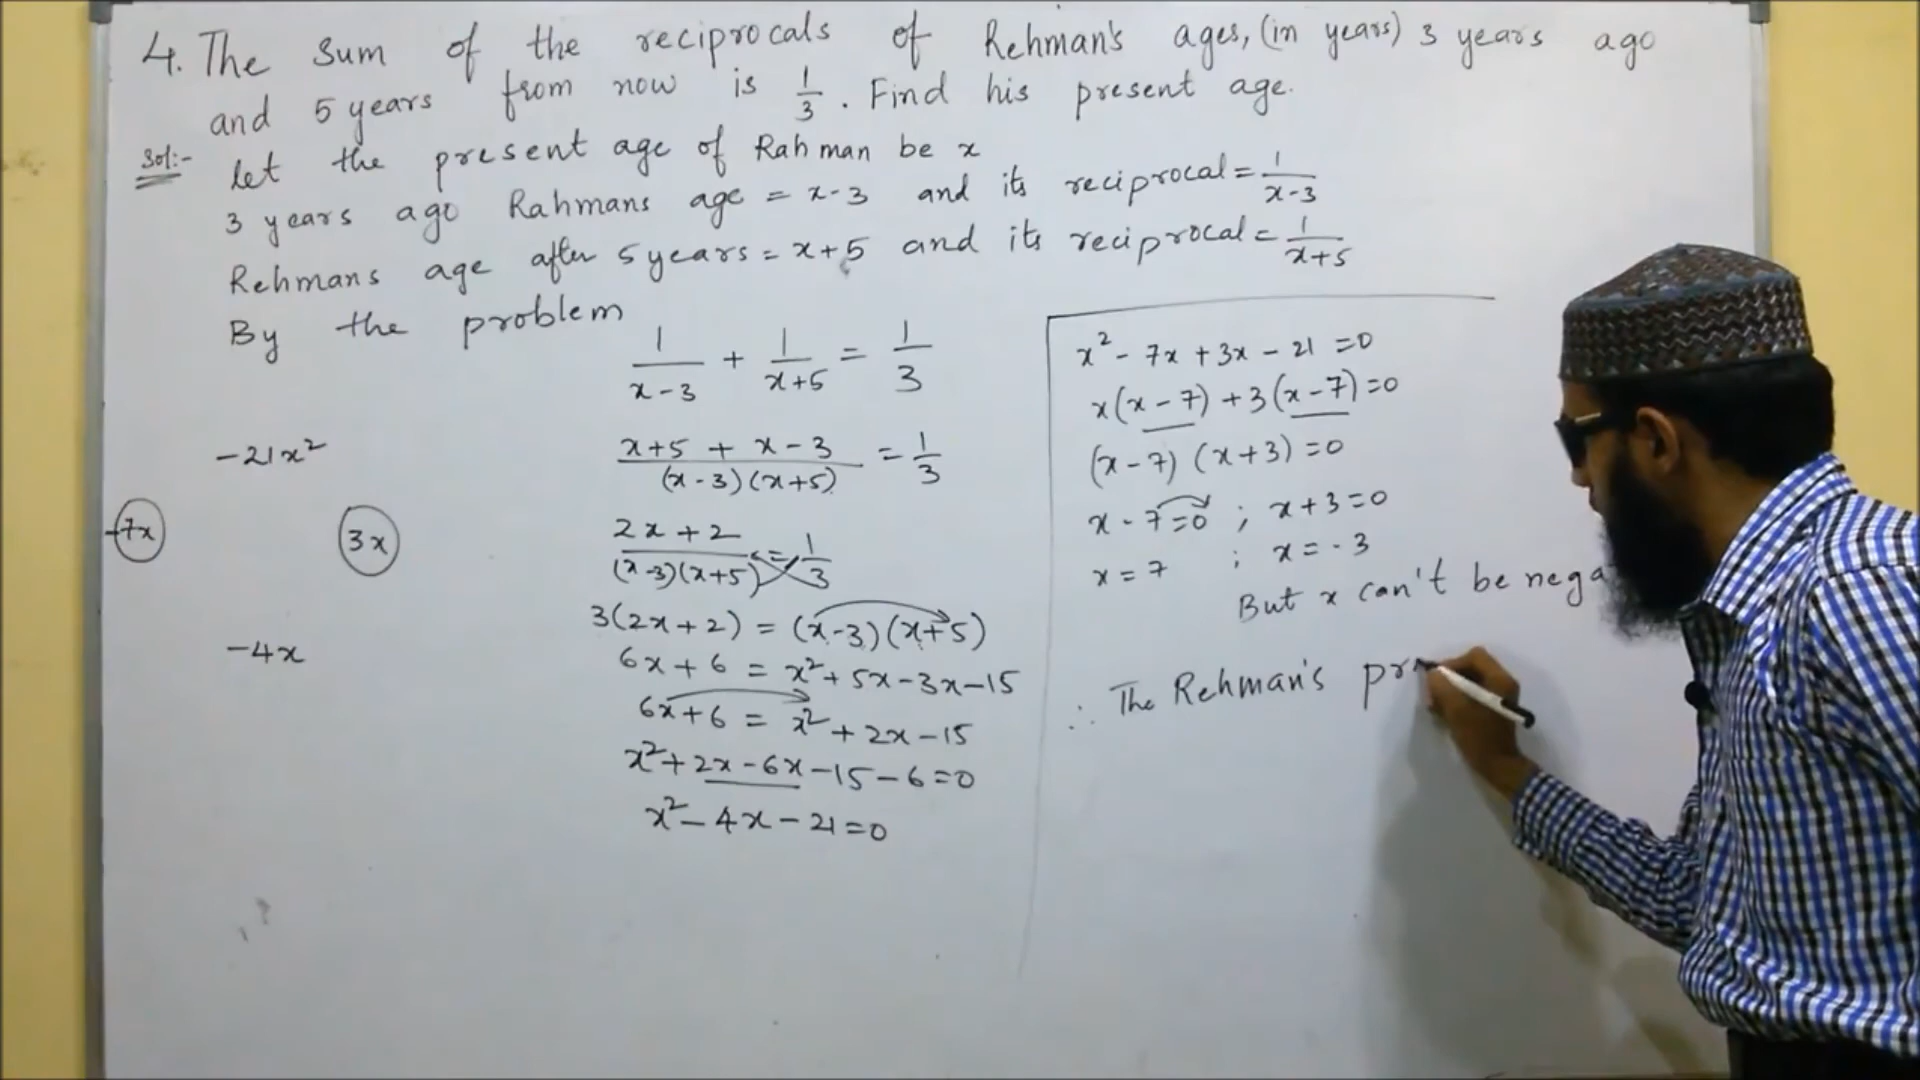 4. The sum of the reciprocals of Rehman's ages, (in years) 3 years ago
and 5 years from now is 1/3. Find his present age.
Sol:- let the present age of Rahman be x
3 years ago Rahmans age = x-3 and its reciprocal = 1/(x-3)
Rehmans age after 5 years = x+5 and its reciprocal = 1/(x+5)
By the problem
1/(x-3) + 1/(x+5) = 1/3
(x+5 + x-3)/((x-3)(x+5)) = 1/3
(2x+2)/((x-3)(x+5)) = 1/3
3(2x+2) = (x-3)(x+5)
6x+6 = x²+5x-3x-15
6x+6 = x²+2x-15
x²+2x-6x-15-6=0
x²-4x-21=0
-21x²
-7x 3x
-4x
x²-7x+3x-21=0
x(x-7)+3(x-7)=0
(x-7)(x+3)=0
x-7=0 ; x+3=0
x=7 ; x=-3
But x can't be nega
∴ The Rehman's pr